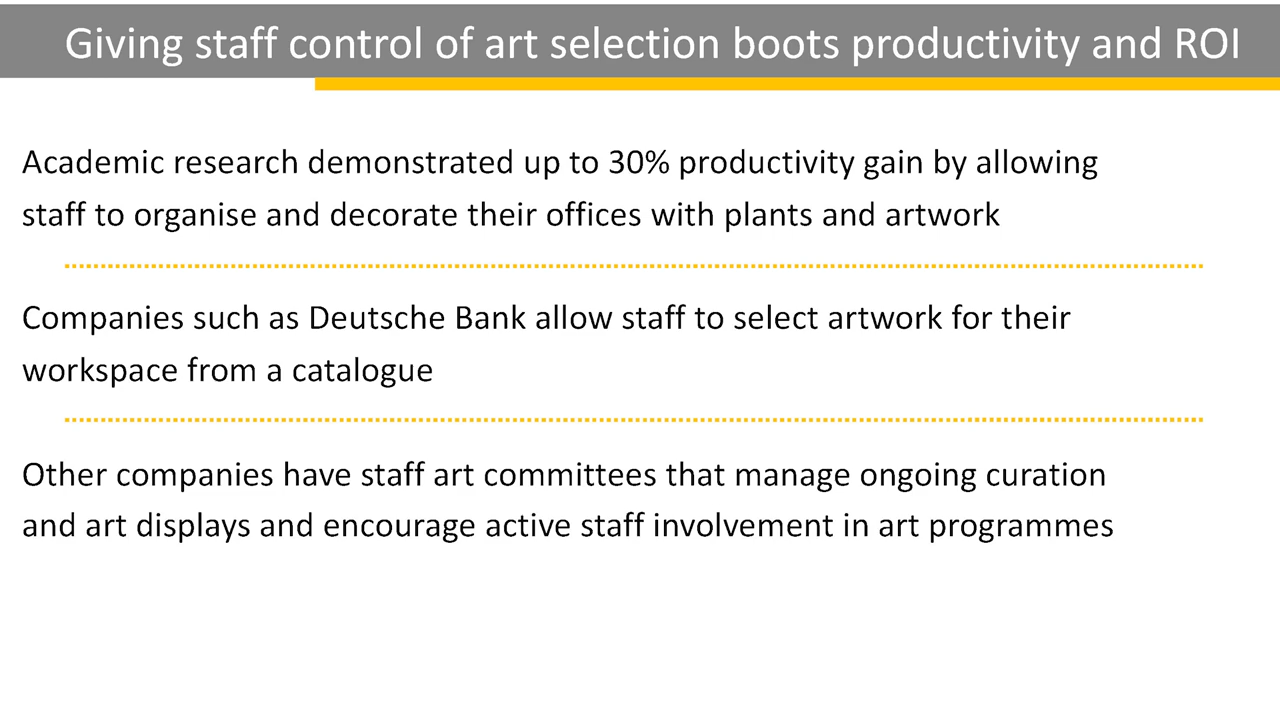 Giving staff control of art selection boots productivity and ROI
Academic research demonstrated up to 30% productivity gain by allowing
staff to organise and decorate their offices with plants and artwork
Companies such as Deutsche Bank allow staff to select artwork for their
workspace from a catalogue
Other companies have staff art committees that manage ongoing curation
and art displays and encourage active staff involvement in art programmes